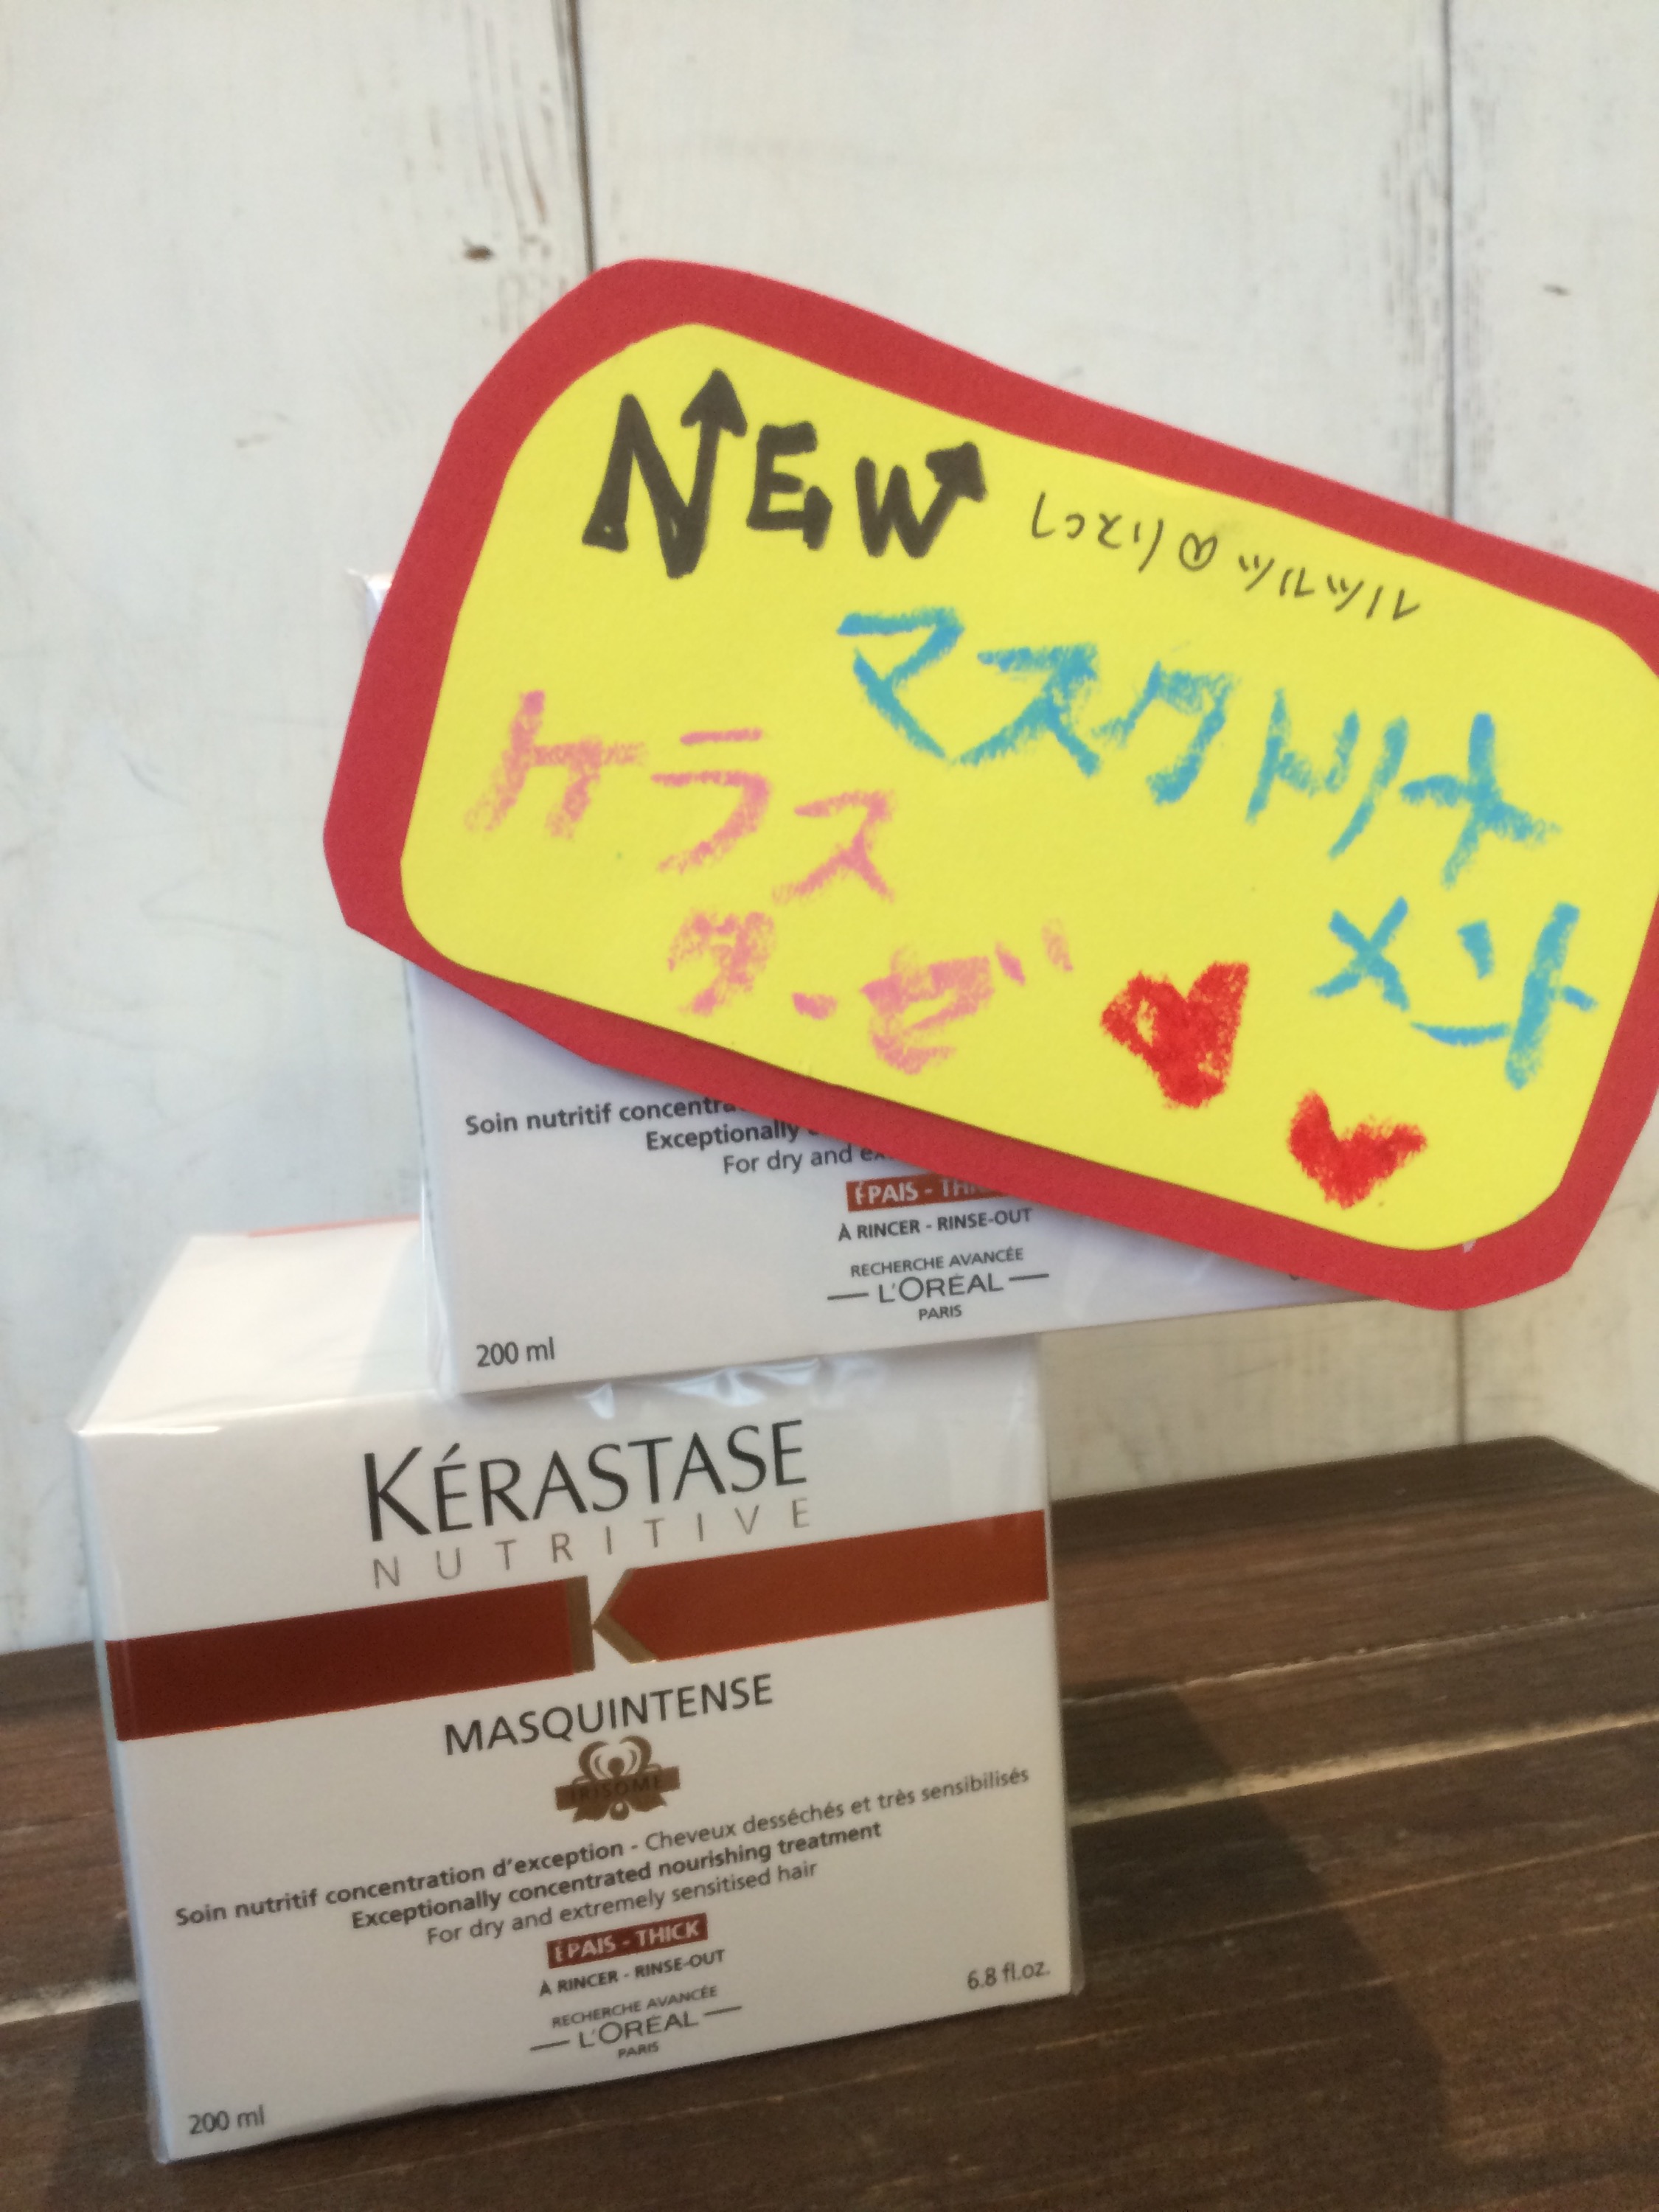 NEW しっとり♡ツルツル
マスクトリート
メント
ケラス
ターゼ
Soin nutritif
Exceptionally
For dry and
ÉPAIS -
À RINCER - RINSE-OUT
RECHERCHE AVANCÉE
L'ORÉAL
PARIS
200 ml
KÉRASTASE
NUTRITIVE
K
MASQUINTENSE
IRISOME
Soin nutritif concentration d'exception - Cheveux desséchés et très sensibilisés
Exceptionally concentrated nourishing treatment
For dry and extremely sensitised hair
ÉPAIS - THICK
À RINCER - RINSE-OUT
RECHERCHE AVANCÉE
L'ORÉAL
PARIS
200 ml 6.8 fl.oz.